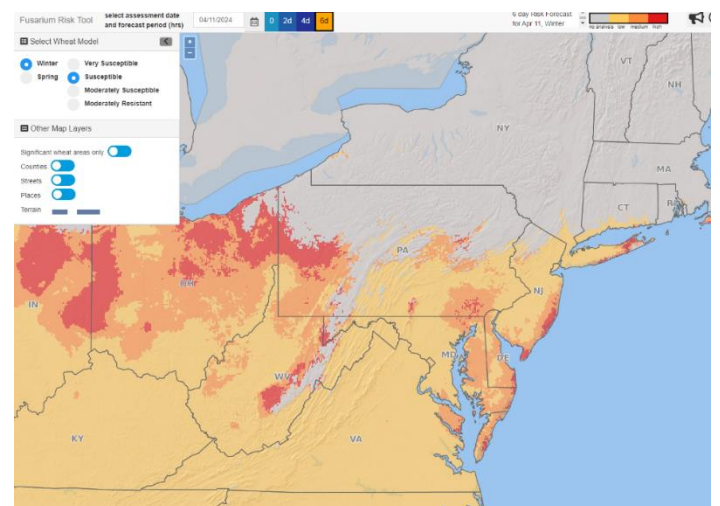 Fusarium Risk Tool
select assessment date
and forecast period (hrs)
04/11/2024
0 2d 4d 6d
6 day Risk Forecast
for Apr 11, Winter
no analysis low medium high
Select Wheat Model
Winter
Spring
Very Susceptible
Susceptible
Moderately Susceptible
Moderately Resistant
Other Map Layers
Significant wheat areas only
Counties
Streets
Places
Terrain
+
-
VT
NH
NY
MA
CT
PA
NJ
OH
IN
MD
DE
WV
KY
VA